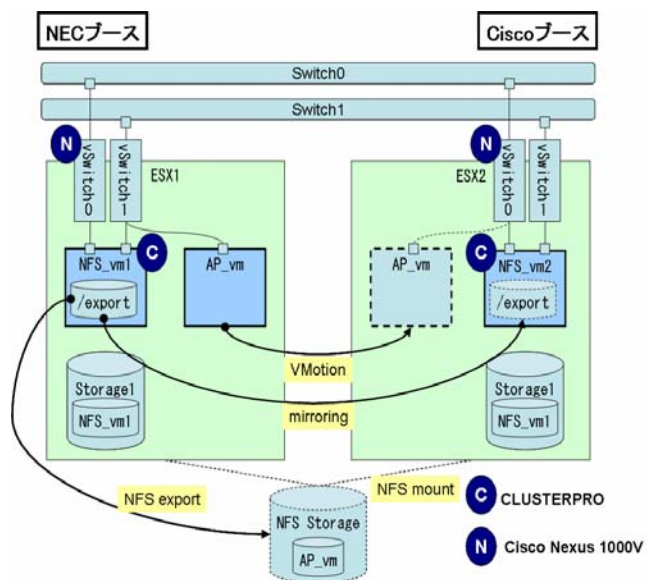 NECブース
Ciscoブース
Switch0
Switch1
N
vSwitch0
vSwitch1
ESX1
N
vSwitch0
vSwitch1
ESX2
C
NFS_vm1
/export
AP_vm
AP_vm
C
NFS_vm2
/export
VMotion
mirroring
Storage1
NFS_vm1
Storage1
NFS_vm1
NFS export
NFS mount
NFS Storage
AP_vm
C
CLUSTERPRO
N
Cisco Nexus 1000V